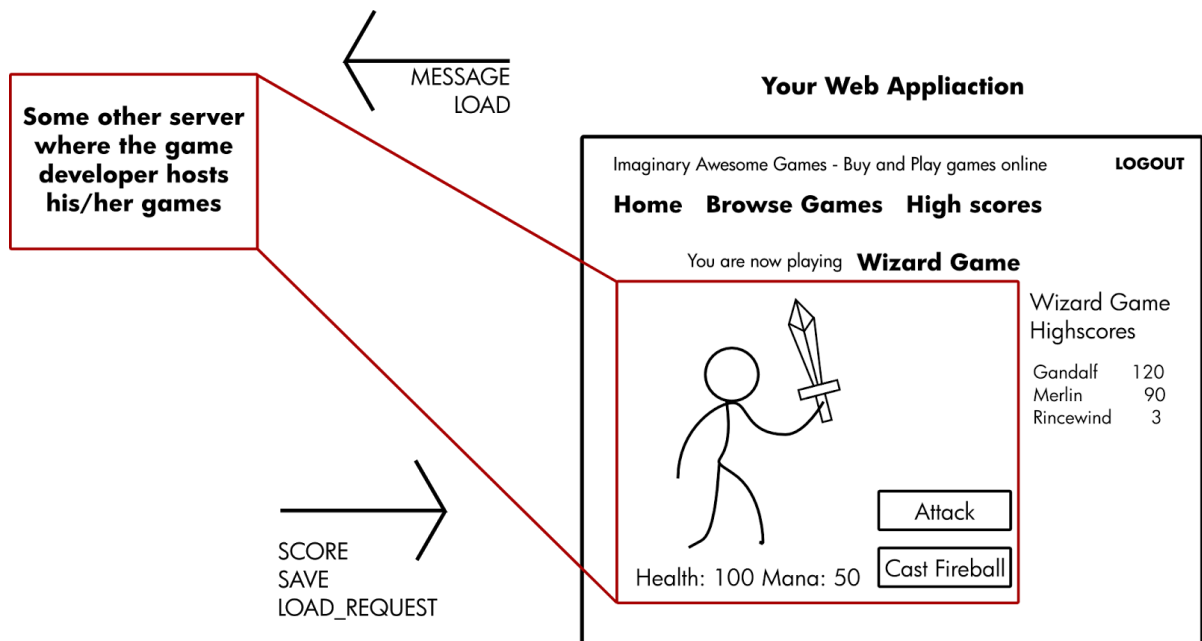 MESSAGE
LOAD
Your Web Appliaction
Some other server
where the game
developer hosts
his/her games
Imaginary Awesome Games - Buy and Play games online
LOGOUT
Home Browse Games High scores
You are now playing Wizard Game
Wizard Game
Highscores
Gandalf 120
Merlin 90
Rincewind 3
Attack
Cast Fireball
Health: 100 Mana: 50
SCORE
SAVE
LOAD_REQUEST